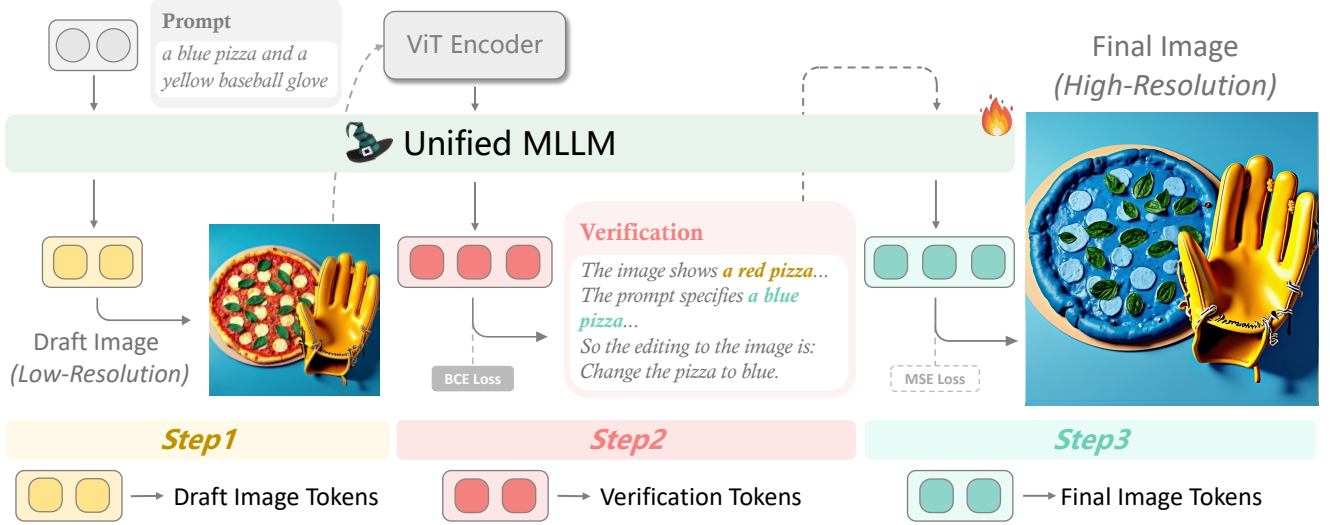 Prompt
a blue pizza and a
yellow baseball glove
ViT Encoder
Final Image
(High-Resolution)
Unified MLLM
Draft Image
(Low-Resolution)
BCE Loss
Verification
The image shows a red pizza...
The prompt specifies a blue
pizza...
So the editing to the image is:
Change the pizza to blue.
MSE Loss
Step1
Step2
Step3
Draft Image Tokens
Verification Tokens
Final Image Tokens